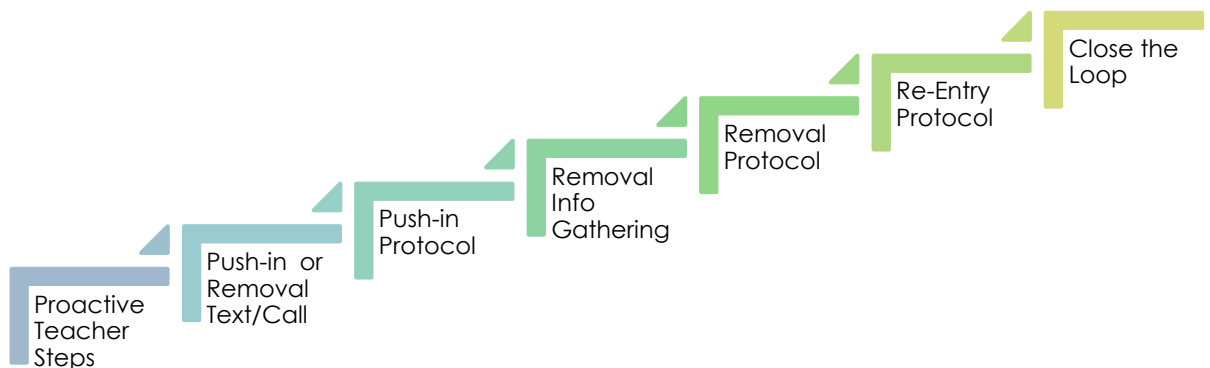 Proactive
Teacher
Steps
Push-in or
Removal
Text/Call
Push-in
Protocol
Removal
Info
Gathering
Removal
Protocol
Re-Entry
Protocol
Close the
Loop